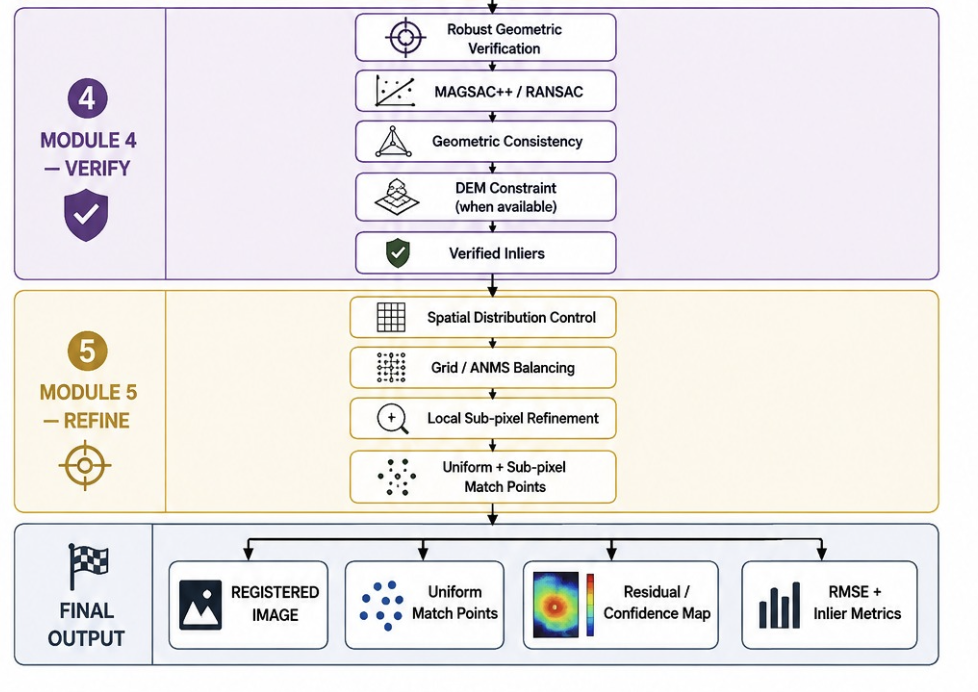 4
MODULE 4
— VERIFY
Robust Geometric
Verification
MAGSAC++ / RANSAC
Geometric Consistency
DEM Constraint
(when available)
Verified Inliers
5
MODULE 5
— REFINE
Spatial Distribution Control
Grid / ANMS Balancing
Local Sub-pixel Refinement
Uniform + Sub-pixel
Match Points
FINAL
OUTPUT
REGISTERED
IMAGE
Uniform
Match Points
Residual /
Confidence Map
RMSE +
Inlier Metrics